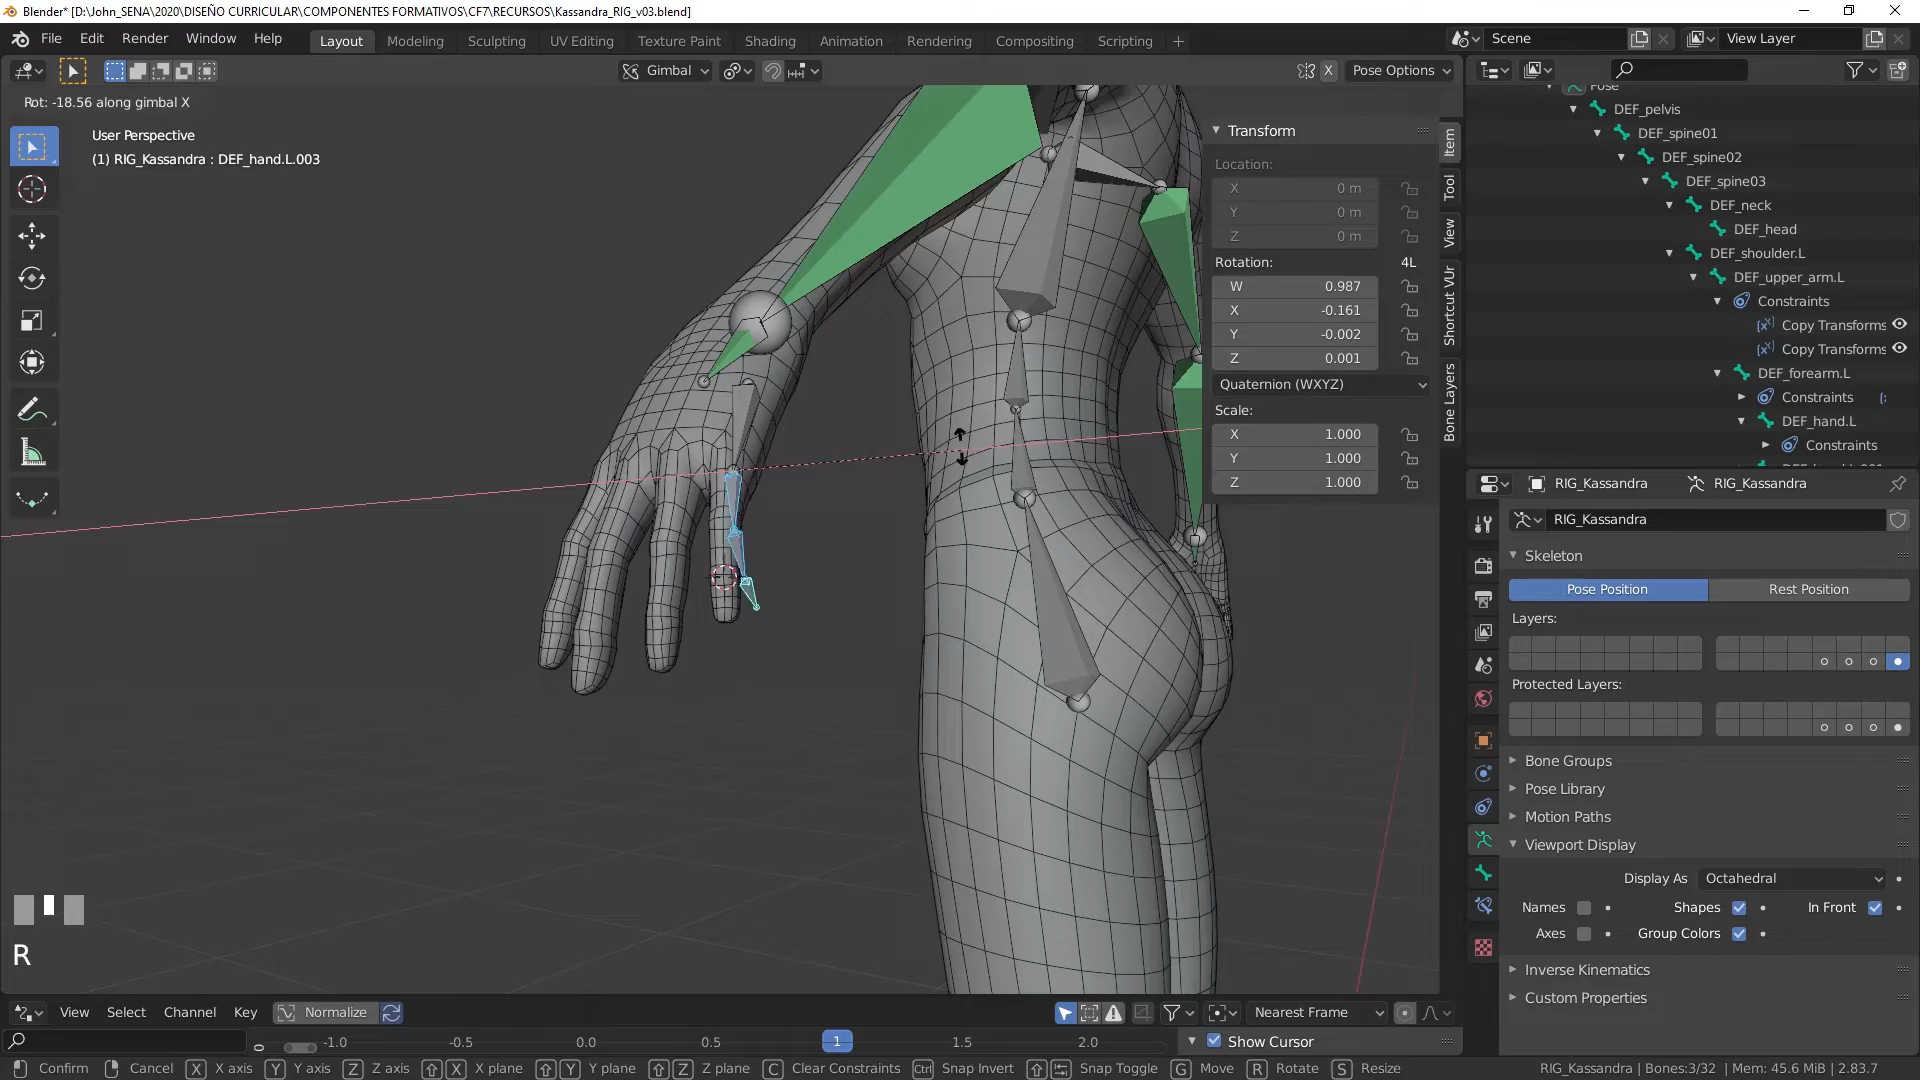 Blender* [D:\John_SENA\2020\DISEÑO CURRICULAR\COMPONENTES FORMATIVOS\CF7\RECURSOS\Kassandra_RIG_v03.blend]
File Edit Render Window Help Layout Modeling Sculpting UV Editing Texture Paint Shading Animation Rendering Compositing Scripting + Scene View Layer
Gimbal X Pose Options
Rot: -18.56 along gimbal X
User Perspective
(1) RIG_Kassandra : DEF_hand.L.003
Transform
Location:
X 0 m
Y 0 m
Z 0 m
Rotation: 4L
W 0.987
X -0.161
Y -0.002
Z 0.001
Quaternion (WXYZ)
Scale:
X 1.000
Y 1.000
Z 1.000
Item
Tool
View
Shortcut VUr
Bone Layers
Pose
DEF_pelvis
DEF_spine01
DEF_spine02
DEF_spine03
DEF_neck
DEF_head
DEF_shoulder.L
DEF_upper_arm.L
Constraints
Copy Transforms
Copy Transforms
DEF_forearm.L
Constraints
DEF_hand.L
Constraints
RIG_Kassandra RIG_Kassandra
RIG_Kassandra
Skeleton
Pose Position Rest Position
Layers:
Protected Layers:
Bone Groups
Pose Library
Motion Paths
Viewport Display
Display As Octahedral
Names Shapes In Front
Axes Group Colors
Inverse Kinematics
Custom Properties
R
View Select Channel Key Normalize Nearest Frame
-1.0 -0.5 0.0 0.5 1 1.5 2.0 Show Cursor
Confirm Cancel X X axis Y Y axis Z Z axis X X plane Y Y plane Z Z plane C Clear Constraints Ctrl Snap Invert Snap Toggle G Move R Rotate S Resize RIG_Kassandra | Bones:3/32 | Mem: 45.6 MiB | 2.83.7